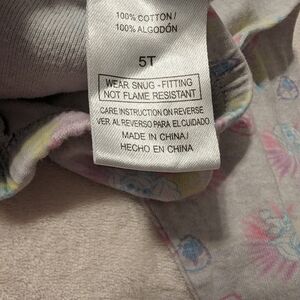 100% COTTON /
100% ALGODÓN
5T
WEAR SNUG - FITTING
NOT FLAME RESISTANT
CARE INSTRUCTION ON REVERSE
VER AL REVERSO PARA EL CUIDADO
MADE IN CHINA/
HECHO EN CHINA